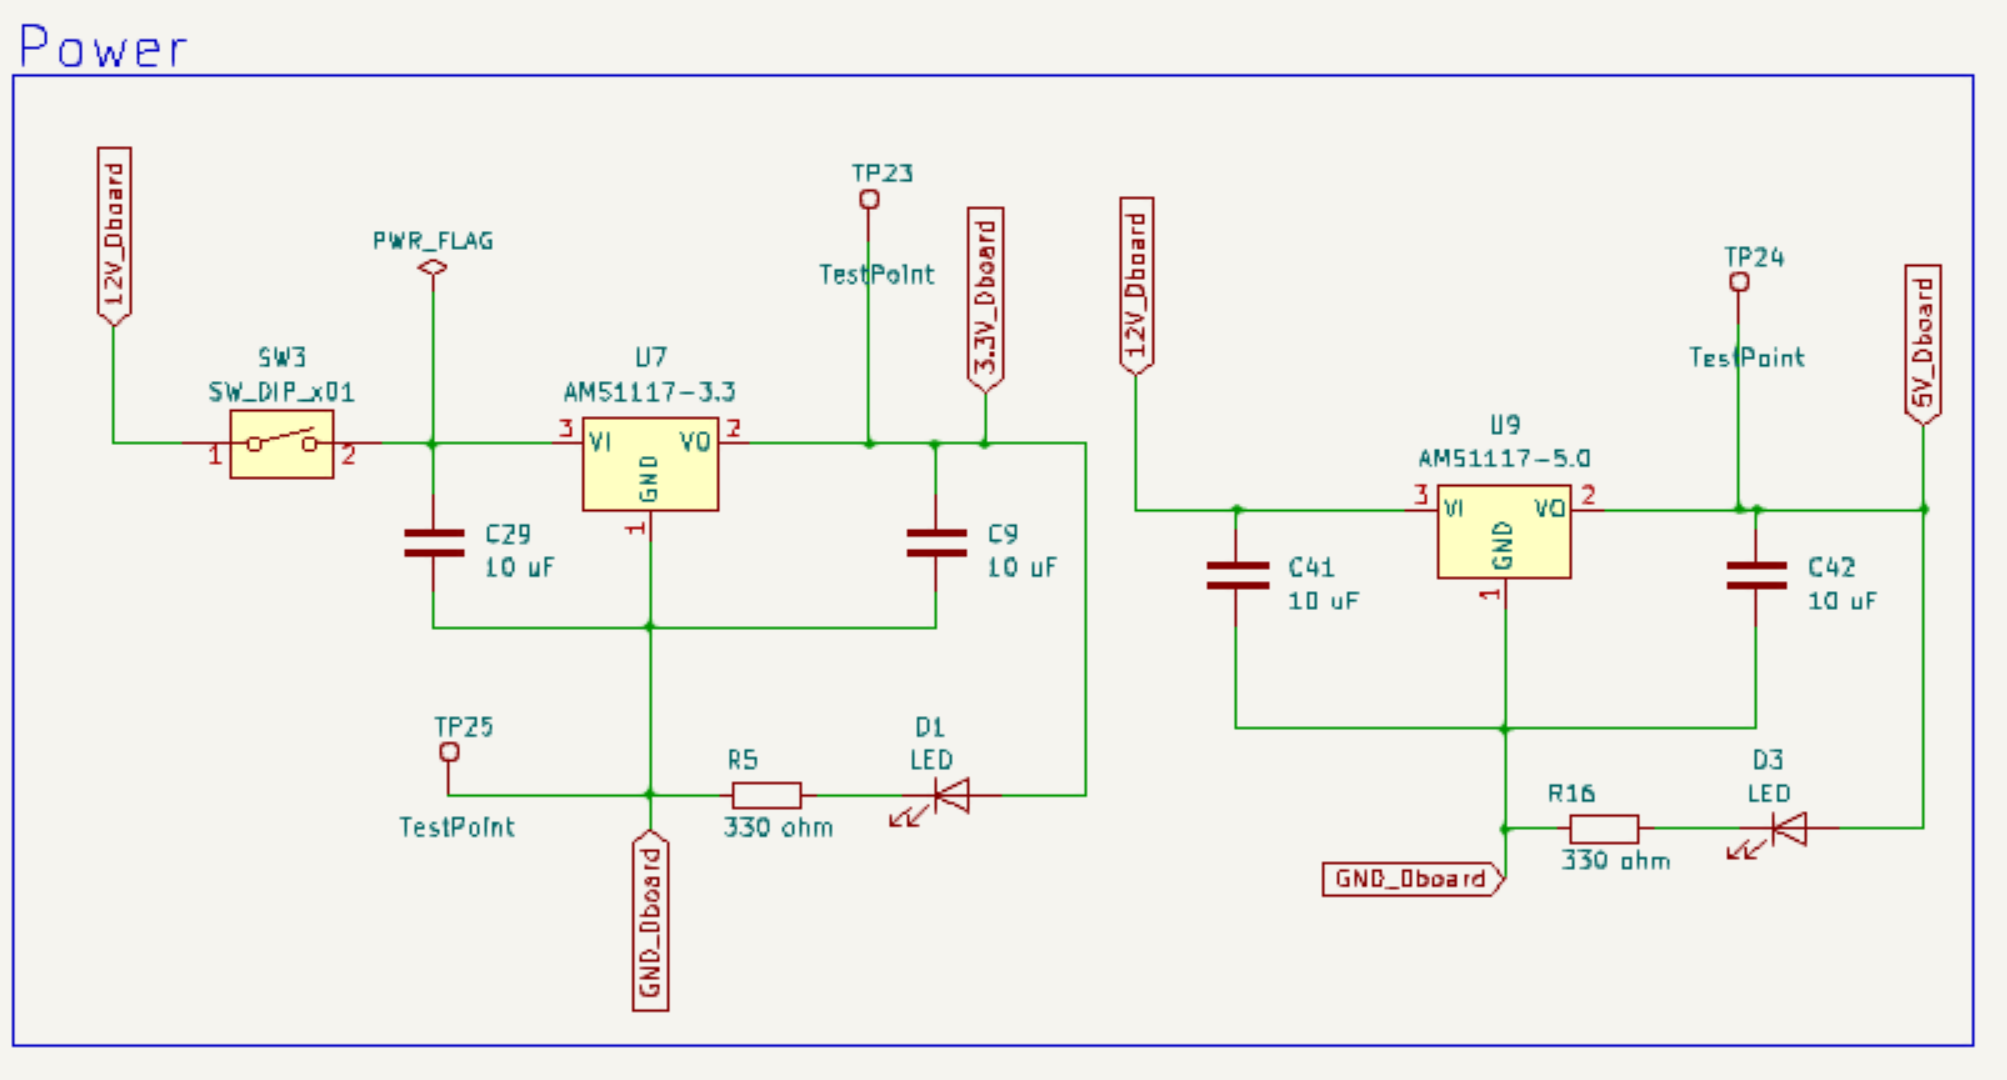 Power
12V_Dboard
PWR_FLAG
SW3
SW_DIP_x01
1
2
U7
AMS1117-3.3
3
VI
VO
2
GND
1
TP23
TestPoint
3.3V_Dboard
C29
10 uF
C9
10 uF
TP25
TestPoint
R5
330 ohm
D1
LED
GND_Dboard
12V_Dboard
U9
AMS1117-5.0
3
VI
VO
2
GND
1
TP24
TestPoint
5V_Dboard
C41
10 uF
C42
10 uF
R16
330 ohm
D3
LED
GND_Dboard